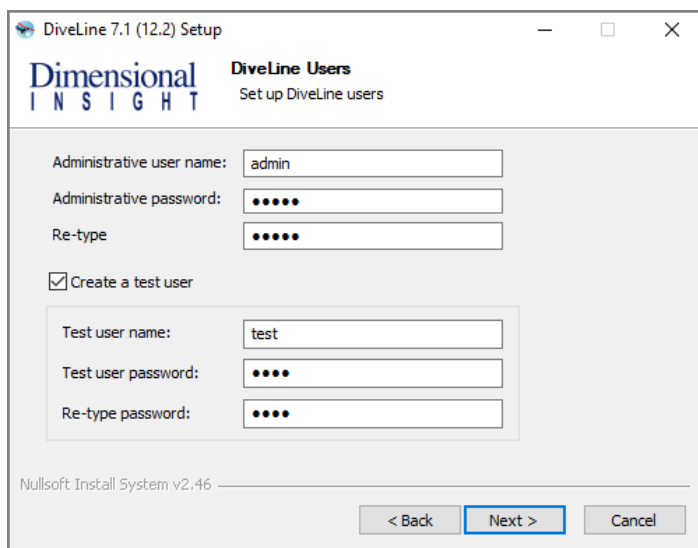 DiveLine 7.1 (12.2) Setup
Dimensional
INSIGHT
DiveLine Users
Set up DiveLine users
Administrative user name: admin
Administrative password: •••••
Re-type •••••
Create a test user
Test user name: test
Test user password: ••••
Re-type password: ••••
Nullsoft Install System v2.46
< Back Next > Cancel